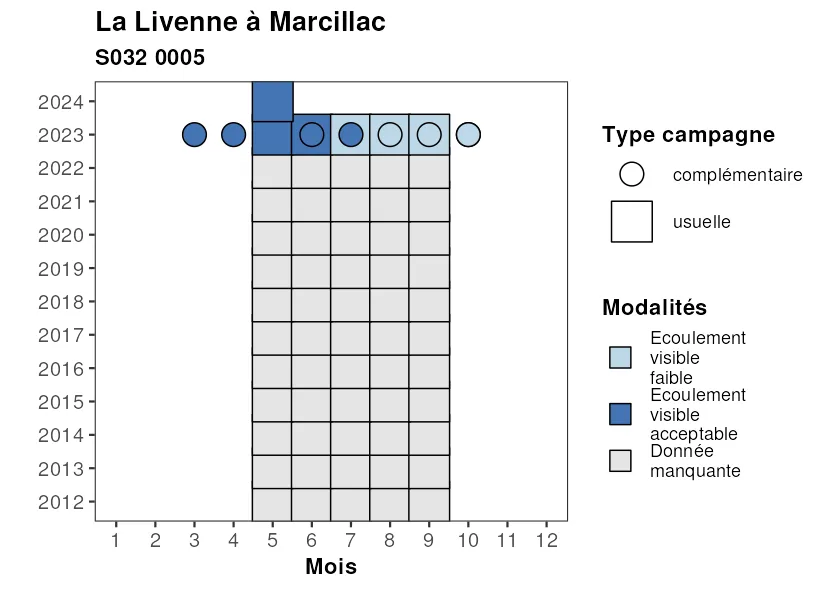 La Livenne à Marcillac
S032 0005
2024
2023
2022
2021
2020
2019
2018
2017
2016
2015
2014
2013
2012
1 2 3 4 5 6 7 8 9 10 11 12
Mois
Type campagne
complémentaire
usuelle
Modalités
Ecoulement
visible
faible
Ecoulement
visible
acceptable
Donnée
manquante